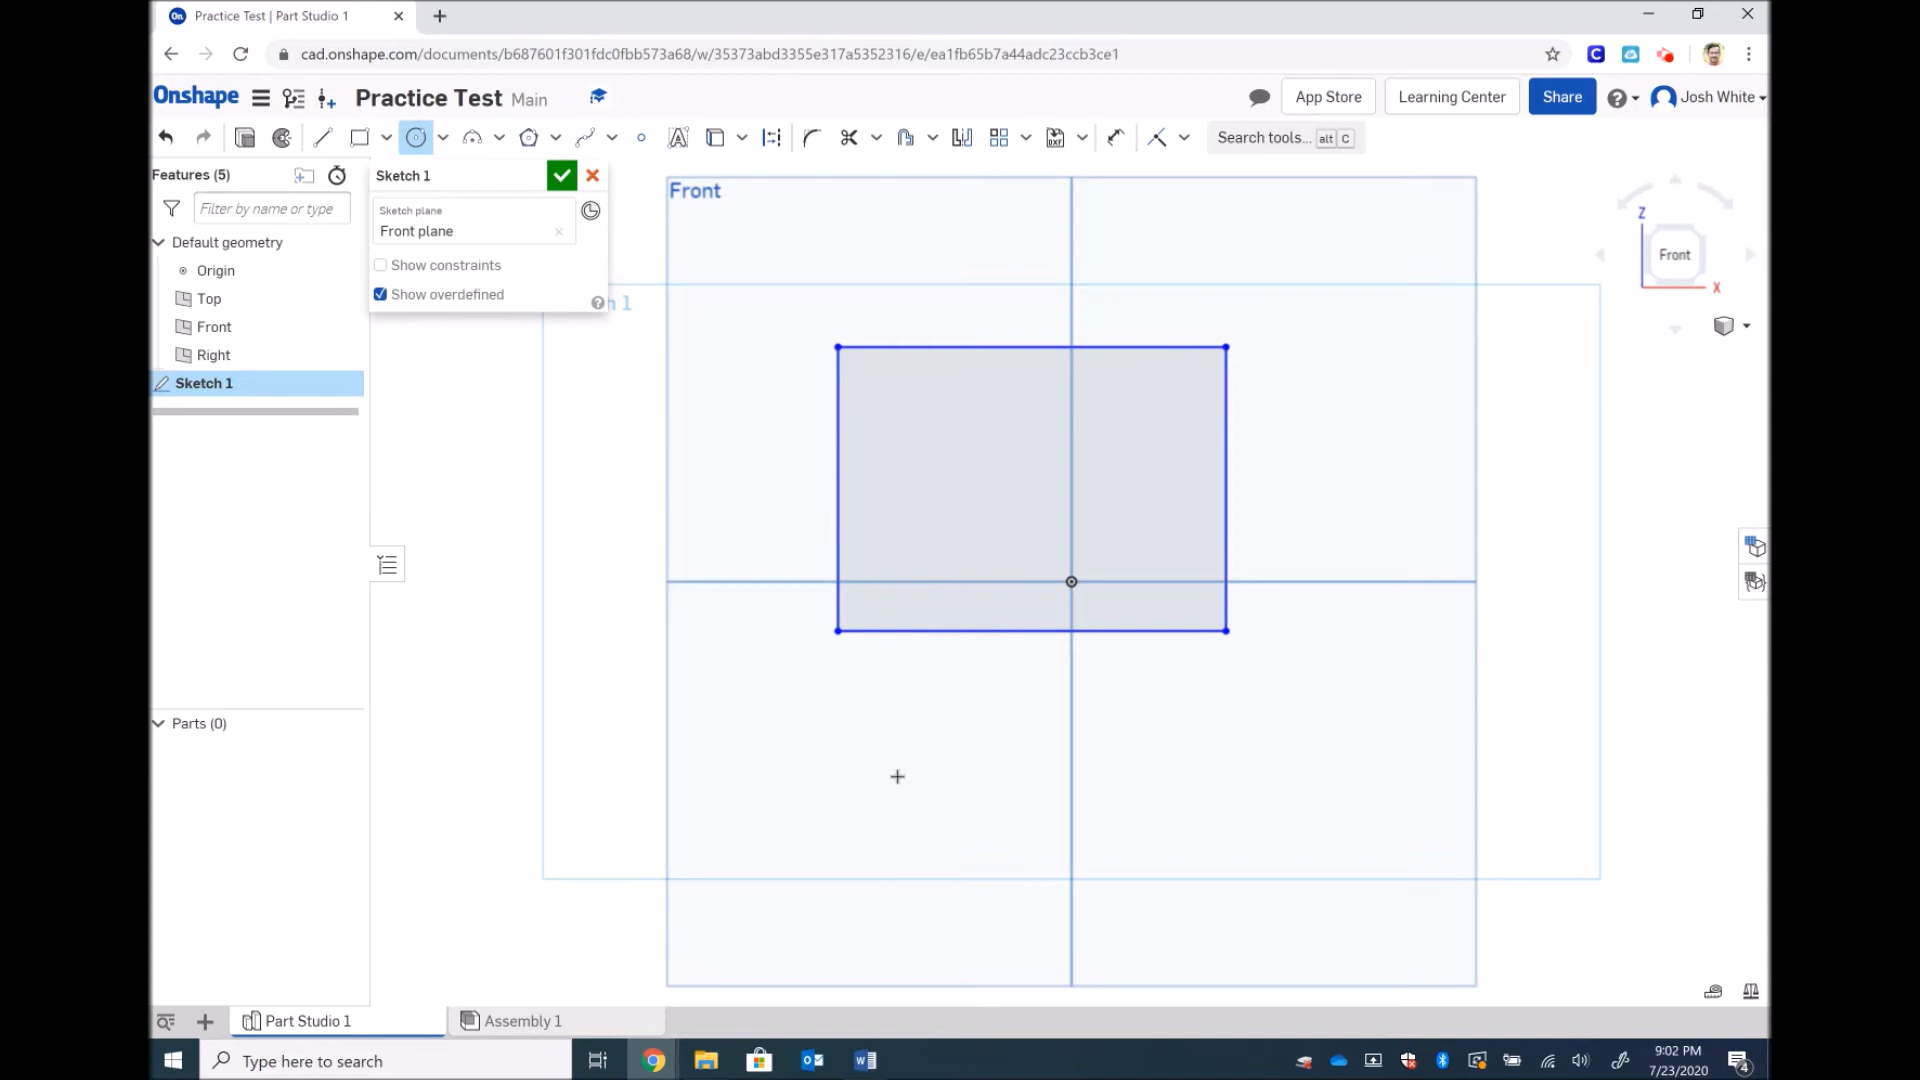 Practice Test | Part Studio 1
cad.onshape.com/documents/b687601f301fdc0fbb573a68/w/35373abd3355e317a5352316/e/ea1fb65b7a44adc23ccb3ce1
Onshape Practice Test Main App Store Learning Center Share Josh White
Search tools... alt C
Features (5)
Filter by name or type
Default geometry
Origin
Top
Front
Right
Sketch 1
Parts (0)
Sketch 1
Sketch plane
Front plane
Show constraints
Show overdefined
Front
h 1
Z
Front
X
Part Studio 1 Assembly 1
Type here to search
9:02 PM
7/23/2020
4